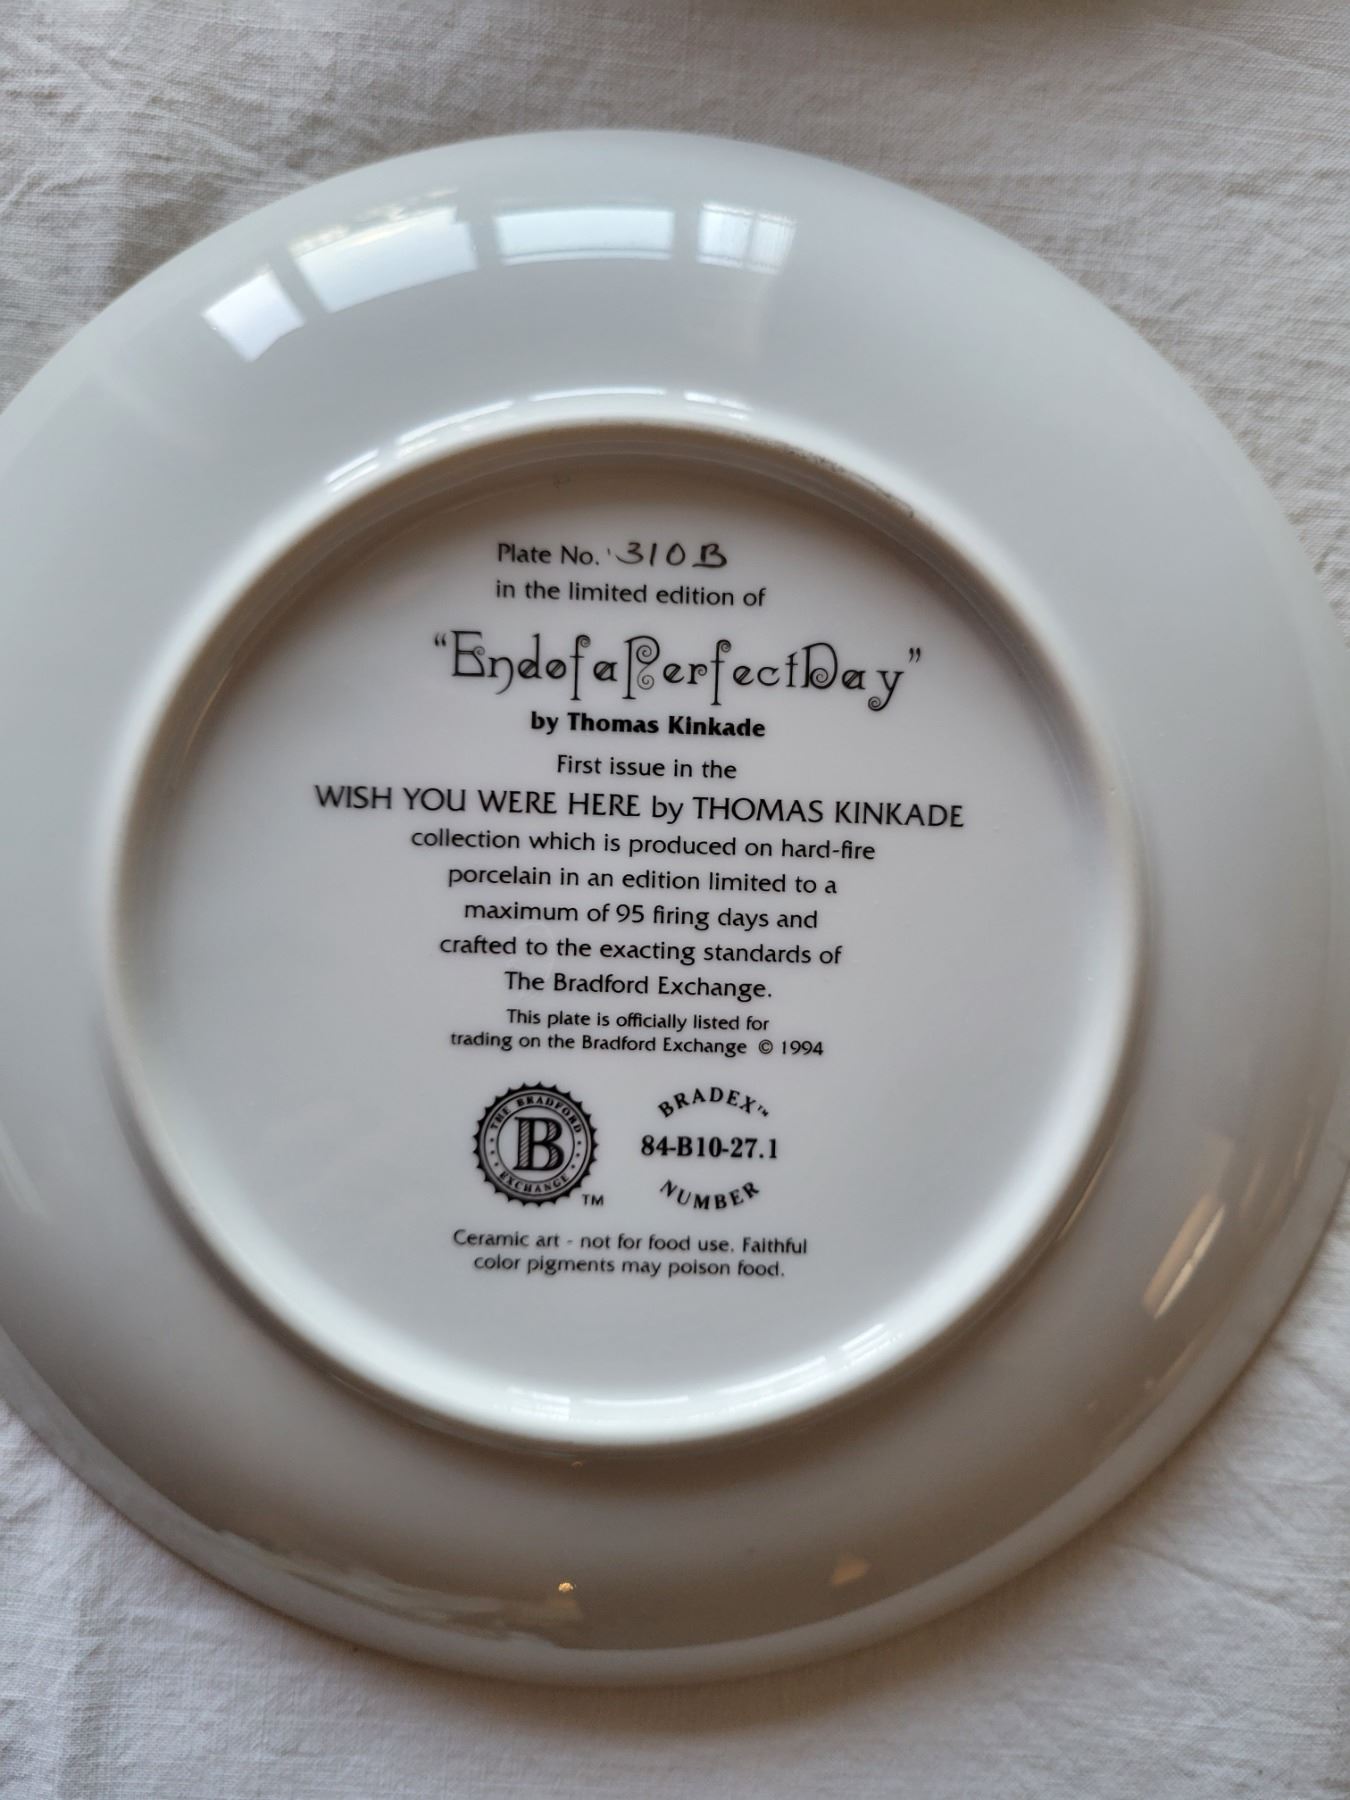 Plate No. 310B
in the limited edition of
“End of a Perfect Day”
by Thomas Kinkade
First issue in the
WISH YOU WERE HERE by THOMAS KINKADE
collection which is produced on hard-fire
porcelain in an edition limited to a
maximum of 95 firing days and
crafted to the exacting standards of
The Bradford Exchange.
This plate is officially listed for
trading on the Bradford Exchange © 1994
THE BRADFORD
B
EXCHANGE
TM
BRADEX™
84-B10-27.1
NUMBER
Ceramic art - not for food use. Faithful
color pigments may poison food.